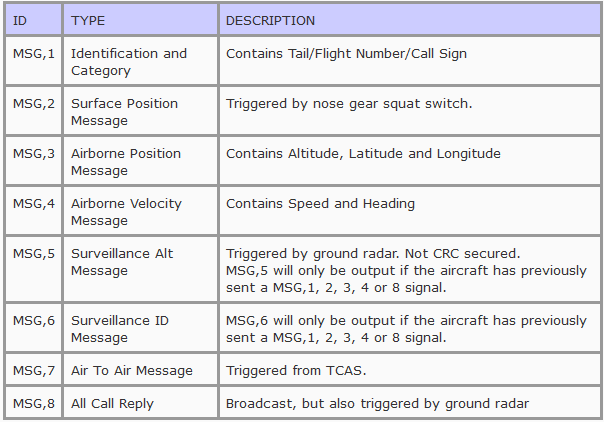 ID TYPE DESCRIPTION
MSG,1 Identification and Contains Tail/Flight Number/Call Sign
Category
MSG,2 Surface Position Triggered by nose gear squat switch.
Message
MSG,3 Airborne Position Contains Altitude, Latitude and Longitude
Message
MSG,4 Airborne Velocity Contains Speed and Heading
Message
MSG,5 Surveillance Alt Triggered by ground radar. Not CRC secured.
Message MSG,5 will only be output if the aircraft has previously
sent a MSG,1, 2, 3, 4 or 8 signal.
MSG,6 Surveillance ID MSG,6 will only be output if the aircraft has previously
Message sent a MSG,1, 2, 3, 4 or 8 signal.
MSG,7 Air To Air Message Triggered from TCAS.
MSG,8 All Call Reply Broadcast, but also triggered by ground radar